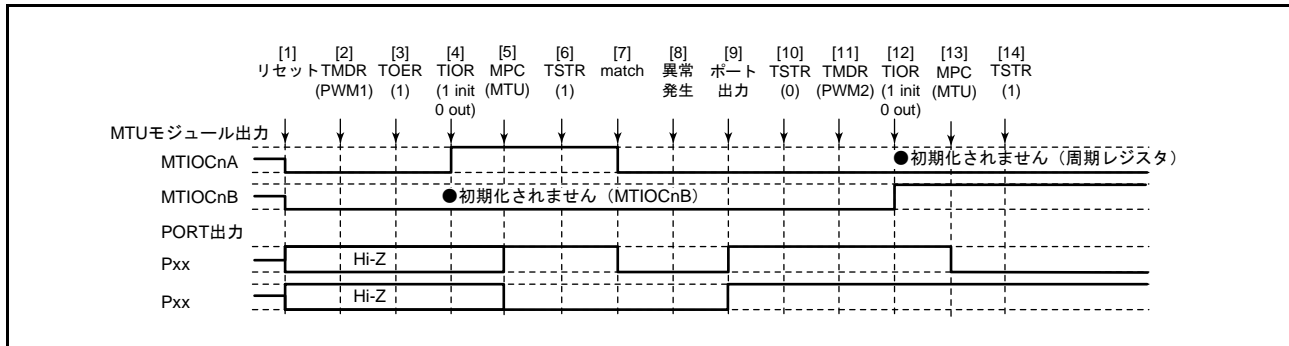 [1] [2] [3] [4] [5] [6] [7] [8] [9] [10] [11] [12] [13] [14]
リセット TMDR TOER TIOR MPC TSTR match 異常 ポート TSTR TMDR TIOR MPC TSTR
(PWM1) (1) (1 init (MTU) (1) 発生 出力 (0) (PWM2) (1 init (MTU) (1)
0 out) 0 out)
MTUモジュール出力
MTIOCnA ●初期化されません（周期レジスタ）
MTIOCnB ●初期化されません（MTIOCnB）
PORT出力
Pxx Hi-Z
Pxx Hi-Z